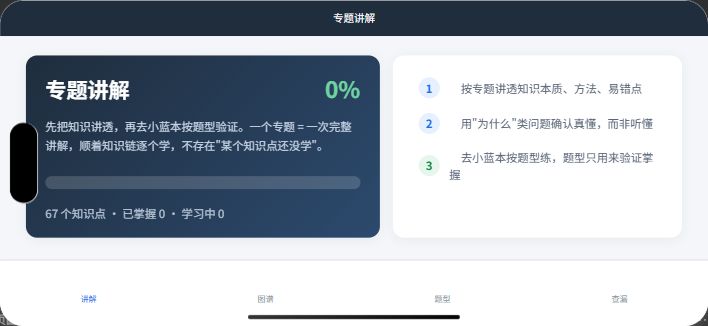 专题讲解
专题讲解
0%
先把知识讲透，再去小蓝本按题型验证。一个专题 = 一次完整
讲解，顺着知识链逐个学，不存在"某个知识点还没学"。
67 个知识点 · 已掌握 0 · 学习中 0
1 按专题讲透知识本质、方法、易错点
2 用"为什么"类问题确认真懂，而非听懂
3 去小蓝本按题型练，题型只用来验证掌
握
讲解
图谱
题型
查漏